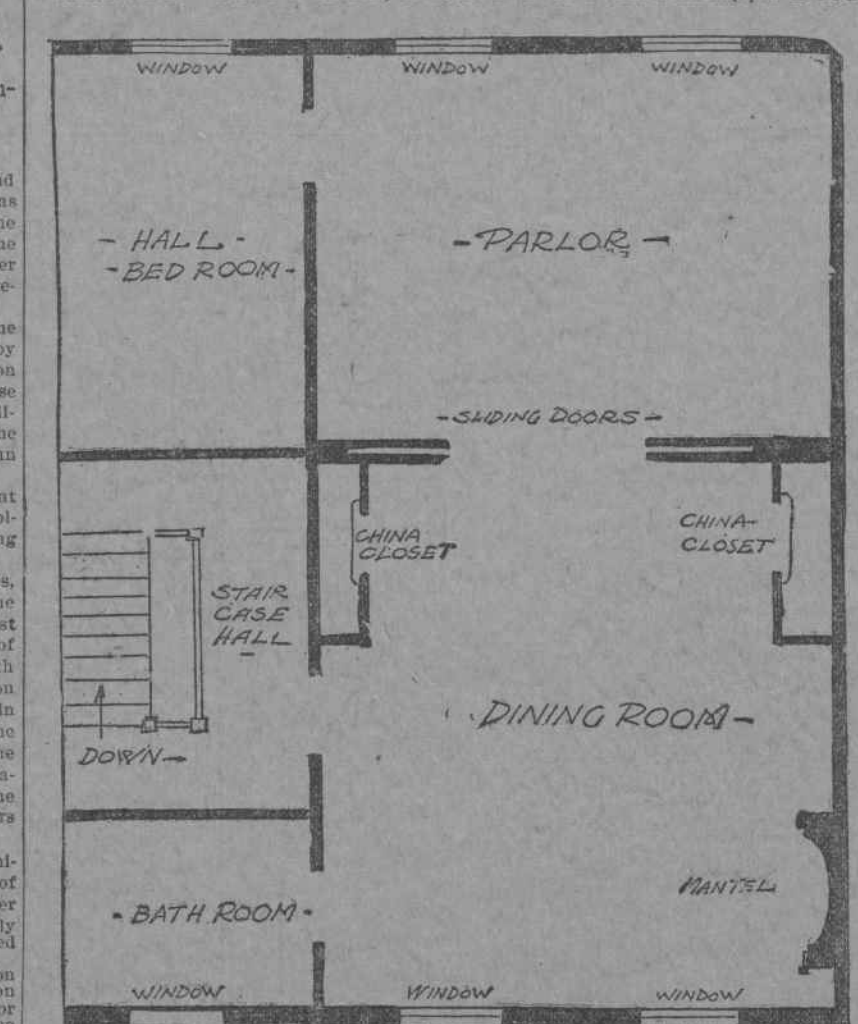 WINDOW
WINDOW
WINDOW
- HALL -
- BED ROOM -
- PARLOR -
- SLIDING DOORS -
CHINA
CLOSET
CHINA-
CLOSET
STAIR
CASE
HALL
- DINING ROOM -
DOWN -
MANTEL
- BATH ROOM -
WINDOW
WINDOW
WINDOW